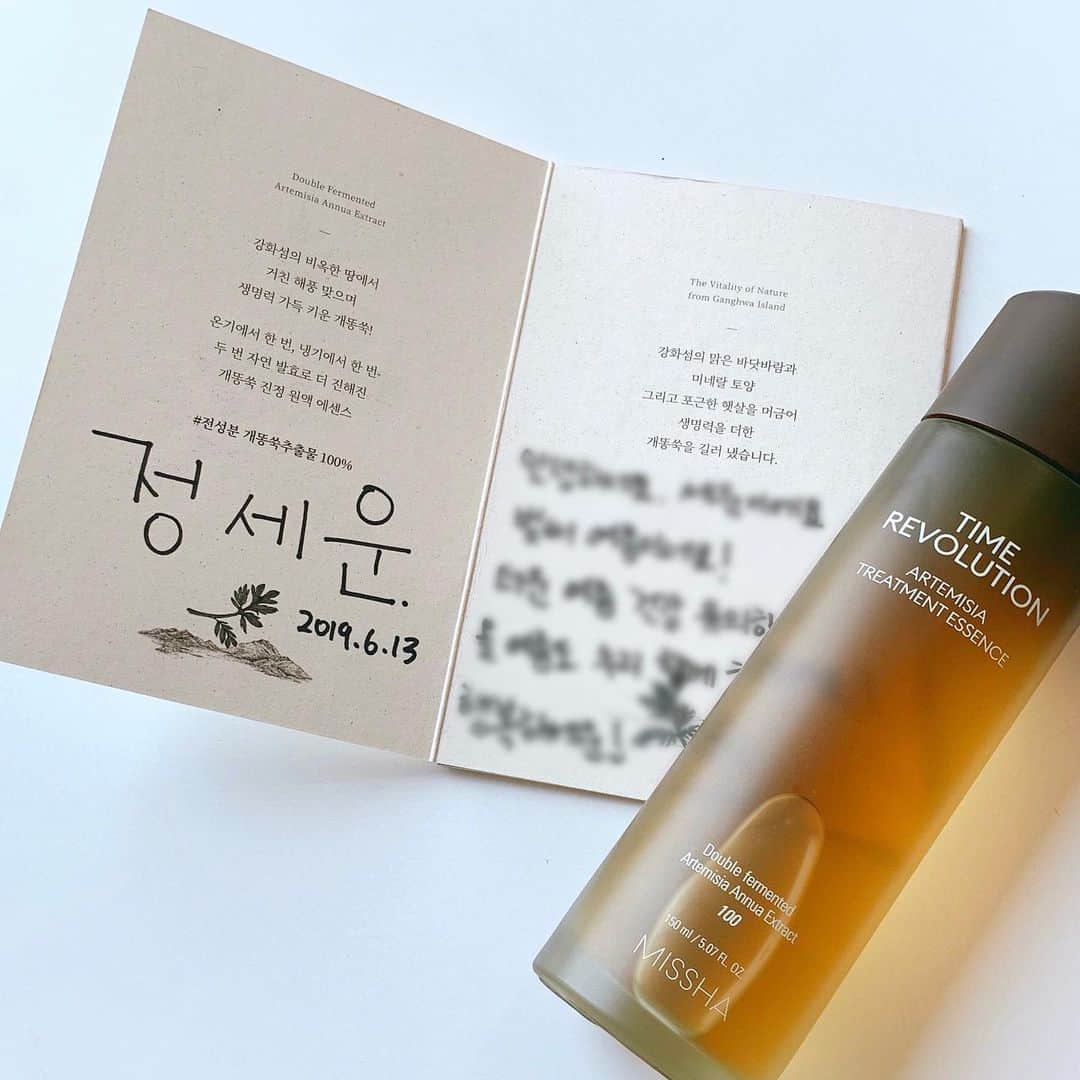 Double Fermented
Artemisia Annua Extract
강화섬의 비옥한 땅에서
거친 해풍 맞으며
생명력 가득 키운 개똥쑥!
온기에서 한 번, 냉기에서 한 번-
두 번 자연 발효로 더 진해진
개똥쑥 진정 원액 에센스
#전성분 개똥쑥추출물 100%
정세운.
2019.6.13
The Vitality of Nature
from Ganghwa Island
강화섬의 맑은 바닷바람과
미네랄 토양
그리고 포근한 햇살을 머금어
생명력을 더한
개똥쑥을 길러 냈습니다.
TIME
REVOLUTION
ARTEMISIA
TREATMENT ESSENCE
Double fermented
Artemisia Annua Extract
100
150 ml / 5.07 FL. OZ
MISSHA